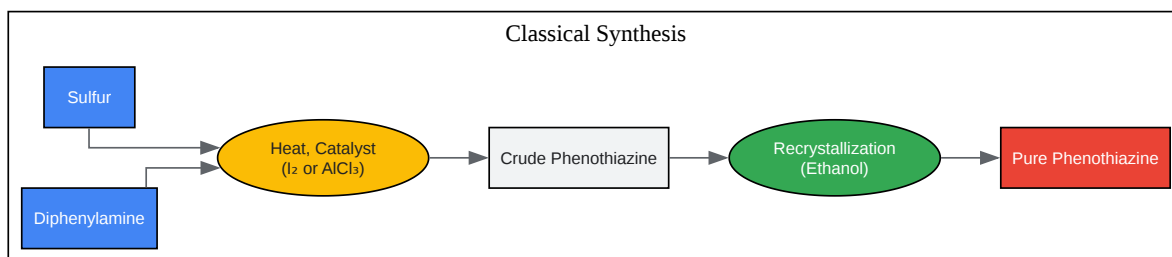 Classical Synthesis
Sulfur
Diphenylamine
Heat, Catalyst
(I₂ or AlCl₃)
Crude Phenothiazine
Recrystallization
(Ethanol)
Pure Phenothiazine